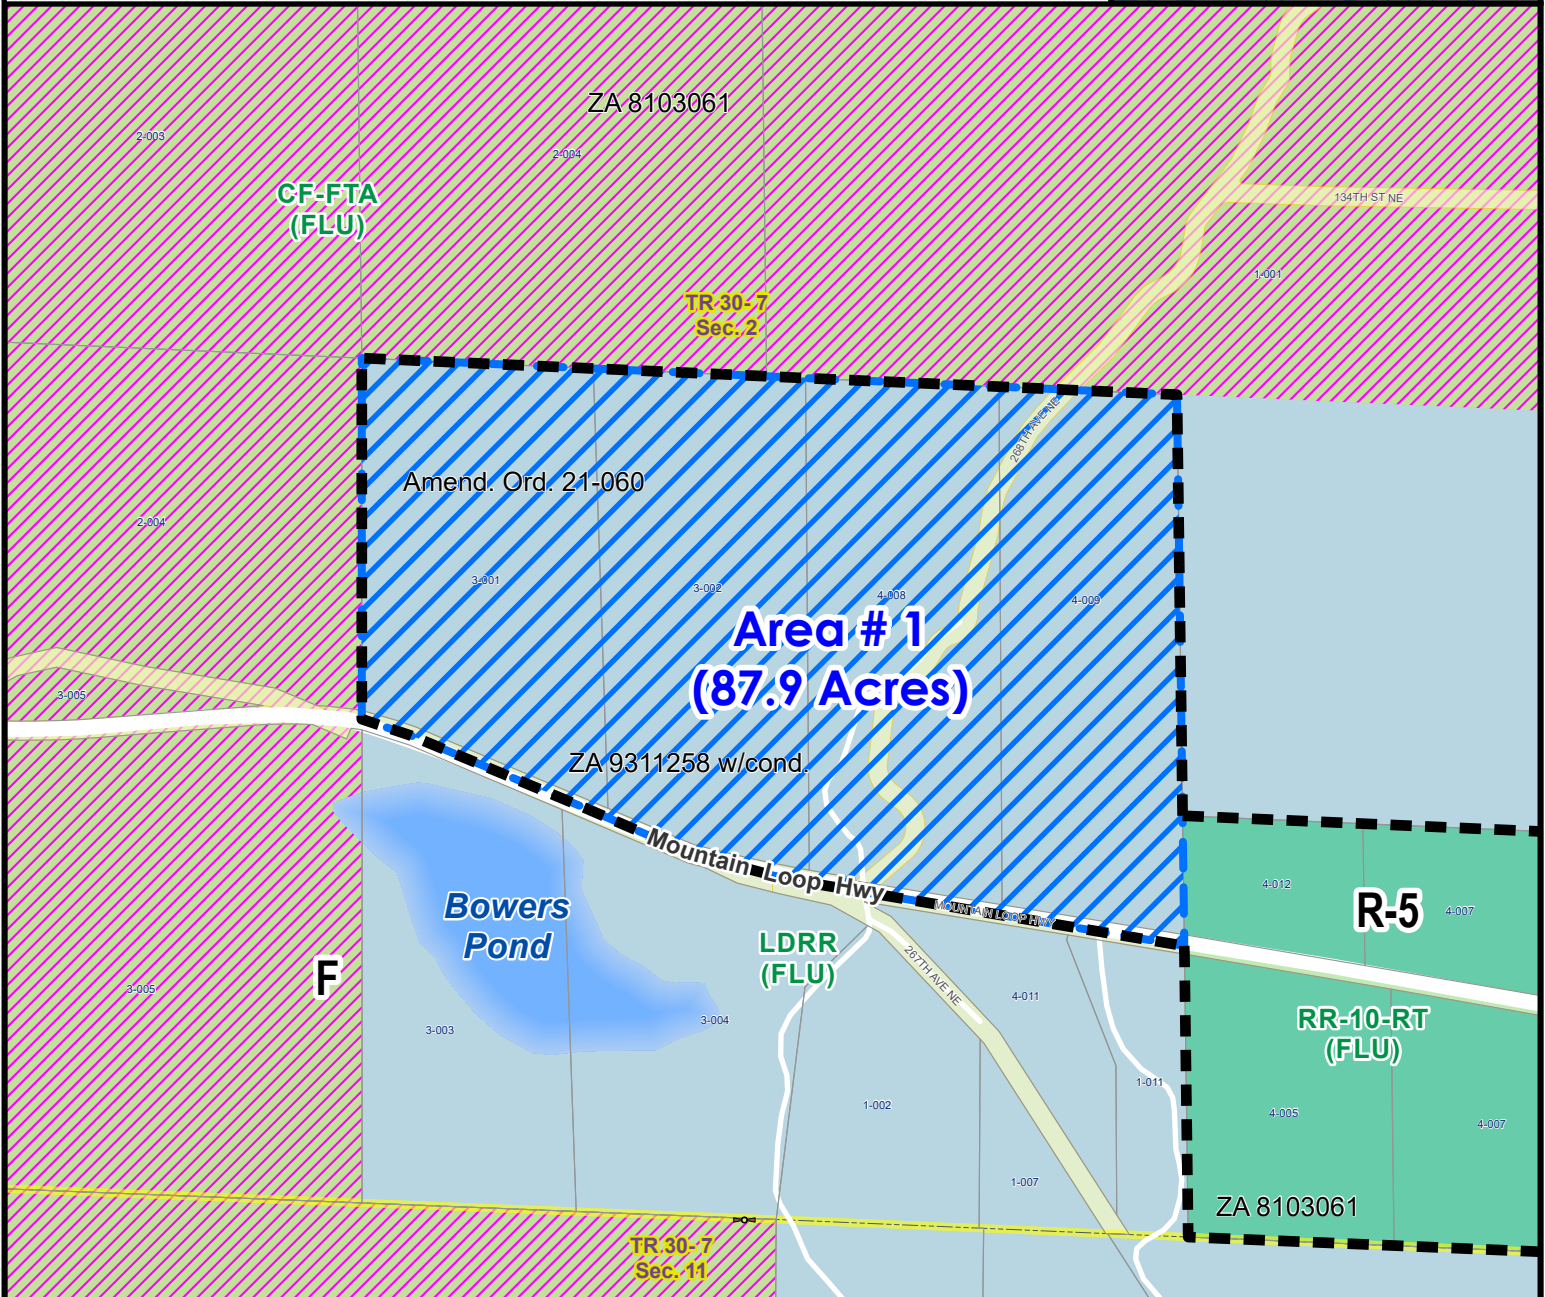 ZA 8103061
2-003
2-004
CF-FTA
(FLU)
134TH ST NE
1-001
TR 30- 7
Sec. 2
268TH AVE NE
Amend. Ord. 21-060
2-004
3-001
3-002
4-008
4-009
Area # 1
(87.9 Acres)
3-005
ZA 9311258 w/cond.
Mountain Loop Hwy
4-012
4-007
R-5
MOUNTAIN LOOP HWY
Bowers
Pond
LDRR
(FLU)
267TH AVE NE
F
3-005
4-011
3-003
3-004
RR-10-RT
(FLU)
1-011
1-002
4-005
4-007
1-007
ZA 8103061
TR 30- 7
Sec. 11